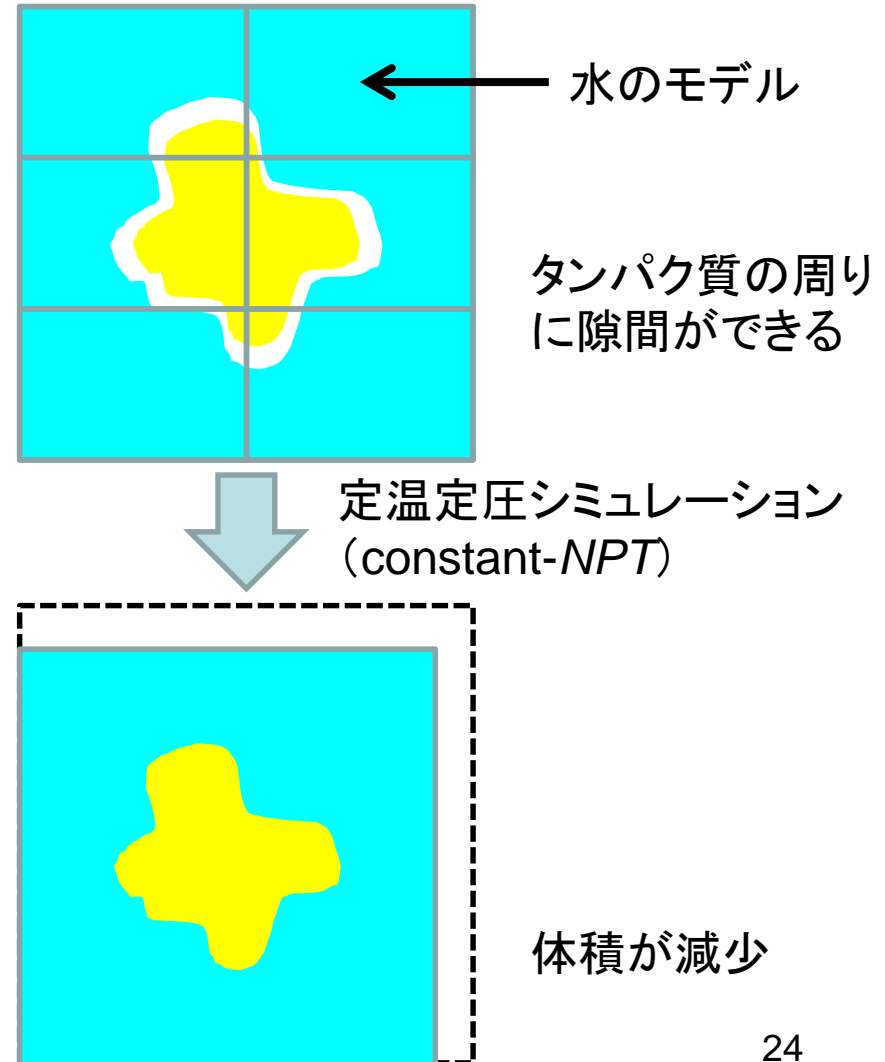 水のモデル
タンパク質の周り
に隙間ができる
定温定圧シミュレーション
（constant-NPT）
体積が減少
24